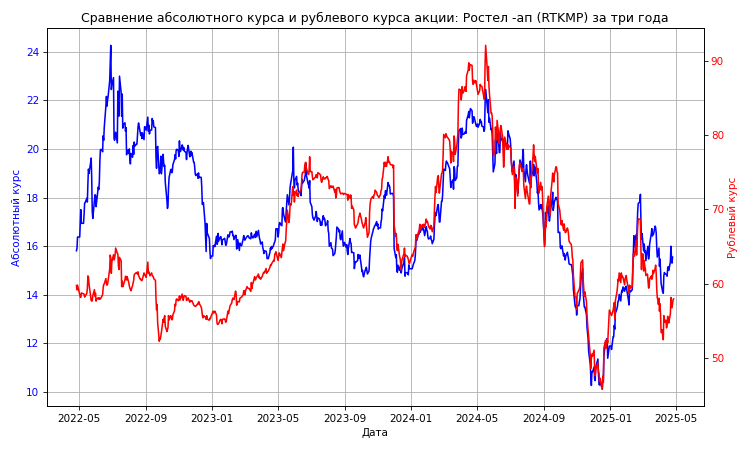 Сравнение абсолютного курса и рублевого курса акции: Ростел -ап (RTKMP) за три года
Абсолютный курс
24
22
20
18
16
14
12
10
90
80
70
60
50
Рублевый курс
2022-05 2022-09 2023-01 2023-05 2023-09 2024-01 2024-05 2024-09 2025-01 2025-05
Дата